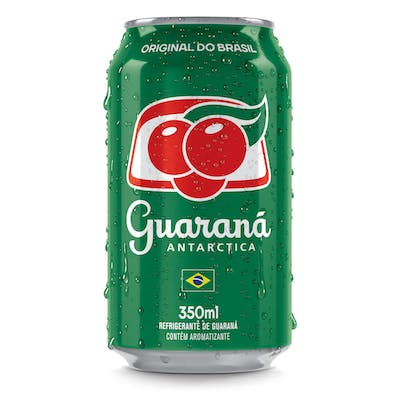 ORIGINAL DO BRASIL
Guaraná
ANTARCTICA
350ml
REFRIGERANTE DE GUARANÁ
CONTÉM AROMATIZANTE